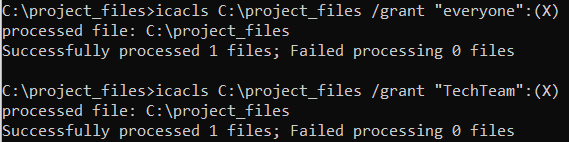 C:\project_files>icacls C:\project_files /grant "everyone":(X)
processed file: C:\project_files
Successfully processed 1 files; Failed processing 0 files
C:\project_files>icacls C:\project_files /grant "TechTeam":(X)
processed file: C:\project_files
Successfully processed 1 files; Failed processing 0 files